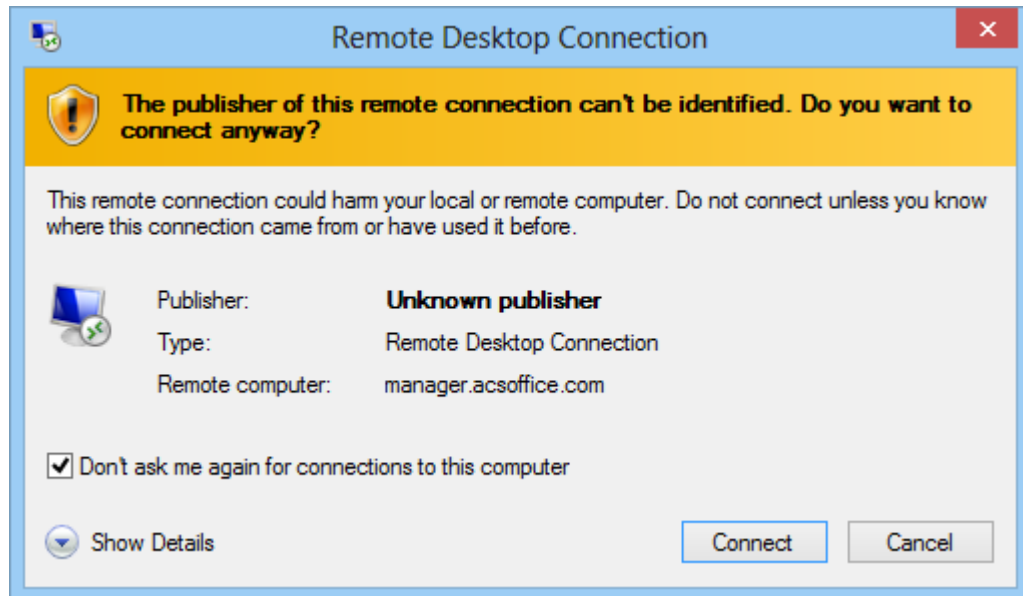 Remote Desktop Connection
The publisher of this remote connection can't be identified. Do you want to
connect anyway?
This remote connection could harm your local or remote computer. Do not connect unless you know
where this connection came from or have used it before.
Publisher: Unknown publisher
Type: Remote Desktop Connection
Remote computer: manager.acsoffice.com
Don't ask me again for connections to this computer
Show Details Connect Cancel